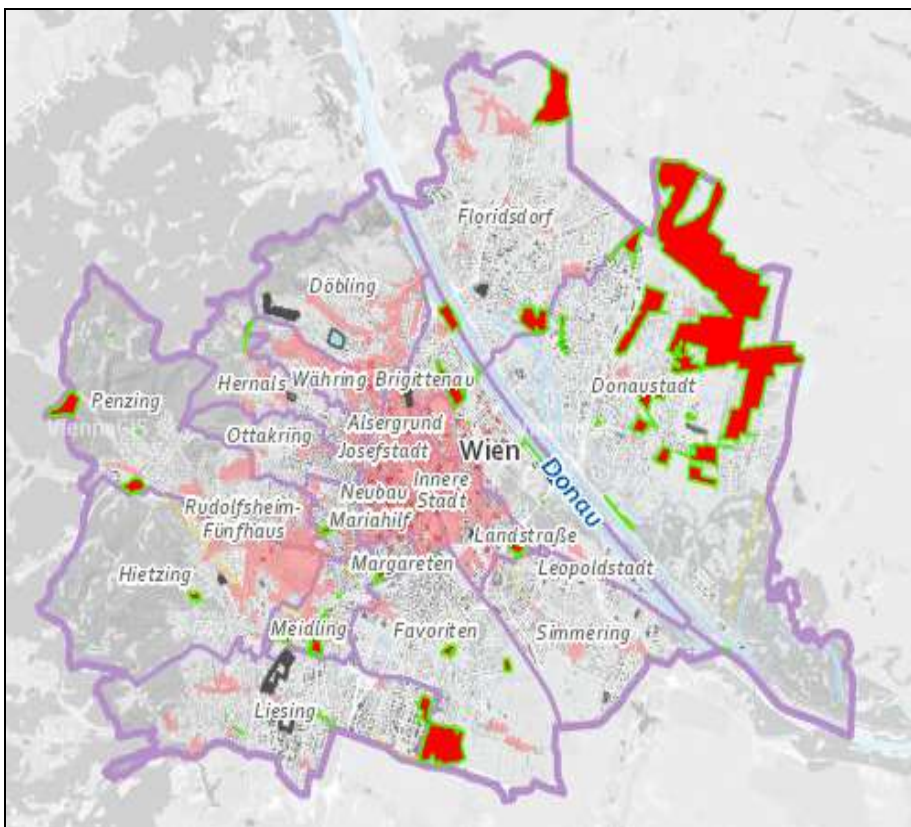 Floridsdorf
Döbling
Hernals
Währing
Brigittenau
Donaustadt
Penzing
Ottakring
Alsergrund
Josefstadt
Wien
Neubau
Innere
Stadt
Mariahilf
Donau
Rudolfsheim-
Fünfhaus
Landstraße
Hietzing
Margareten
Leopoldstadt
Meidling
Favoriten
Simmering
Liesing